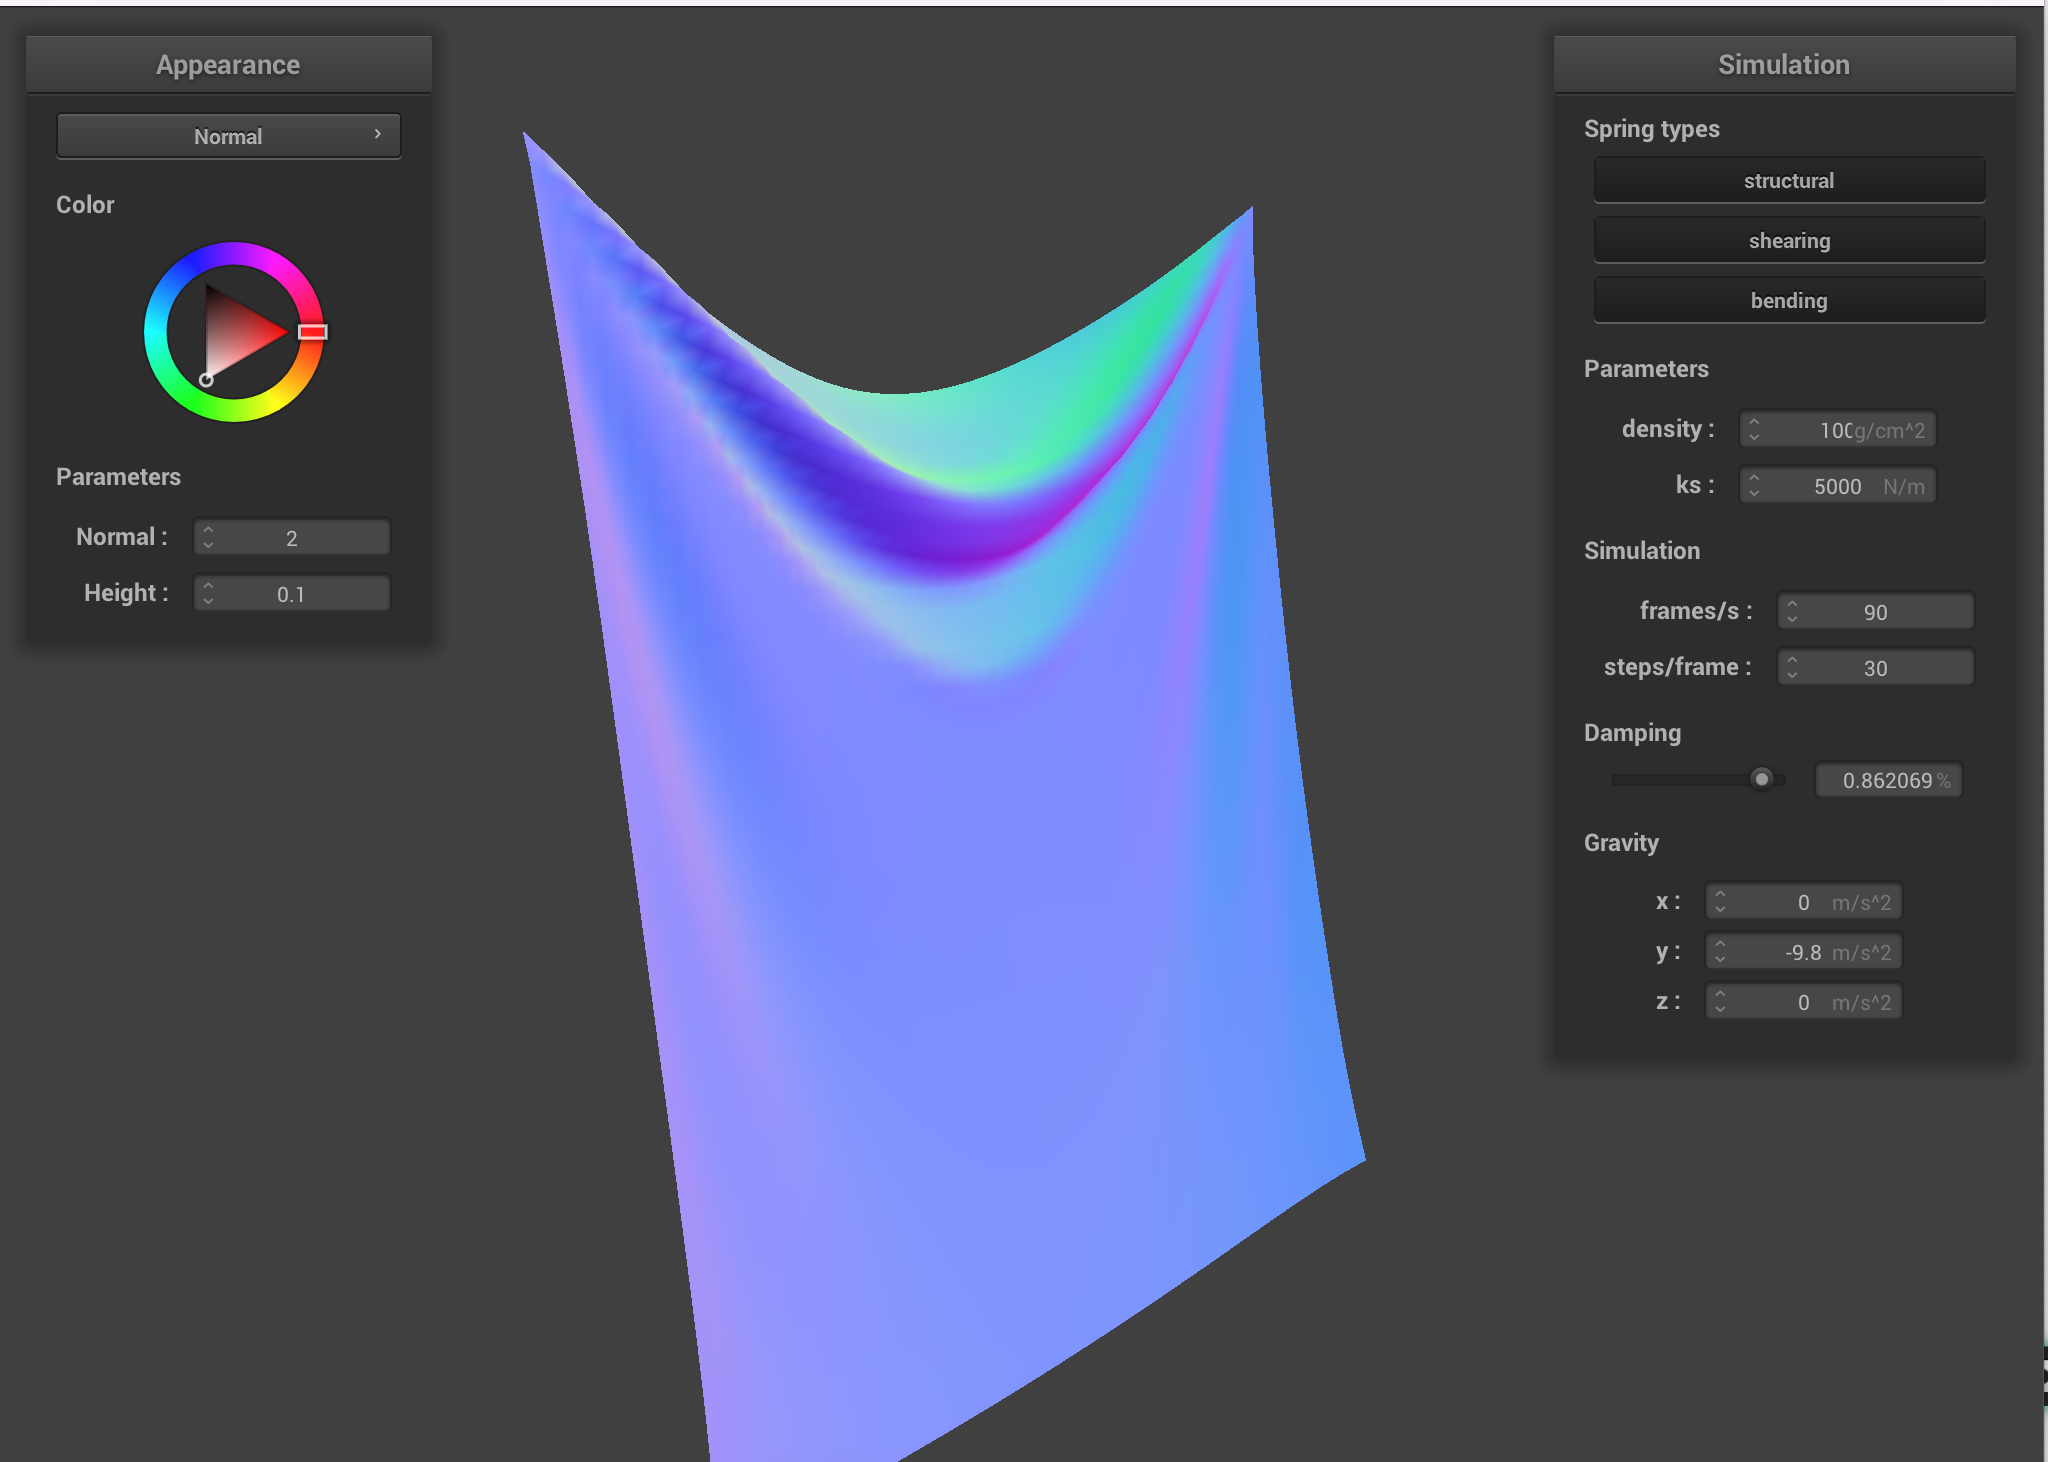 Appearance
Normal
Color
Parameters
Normal : 2
Height : 0.1
Simulation
Spring types
structural
shearing
bending
Parameters
density : 100 g/cm^2
ks : 5000 N/m
Simulation
frames/s : 90
steps/frame : 30
Damping
0.862069 %
Gravity
x : 0 m/s^2
y : -9.8 m/s^2
z : 0 m/s^2